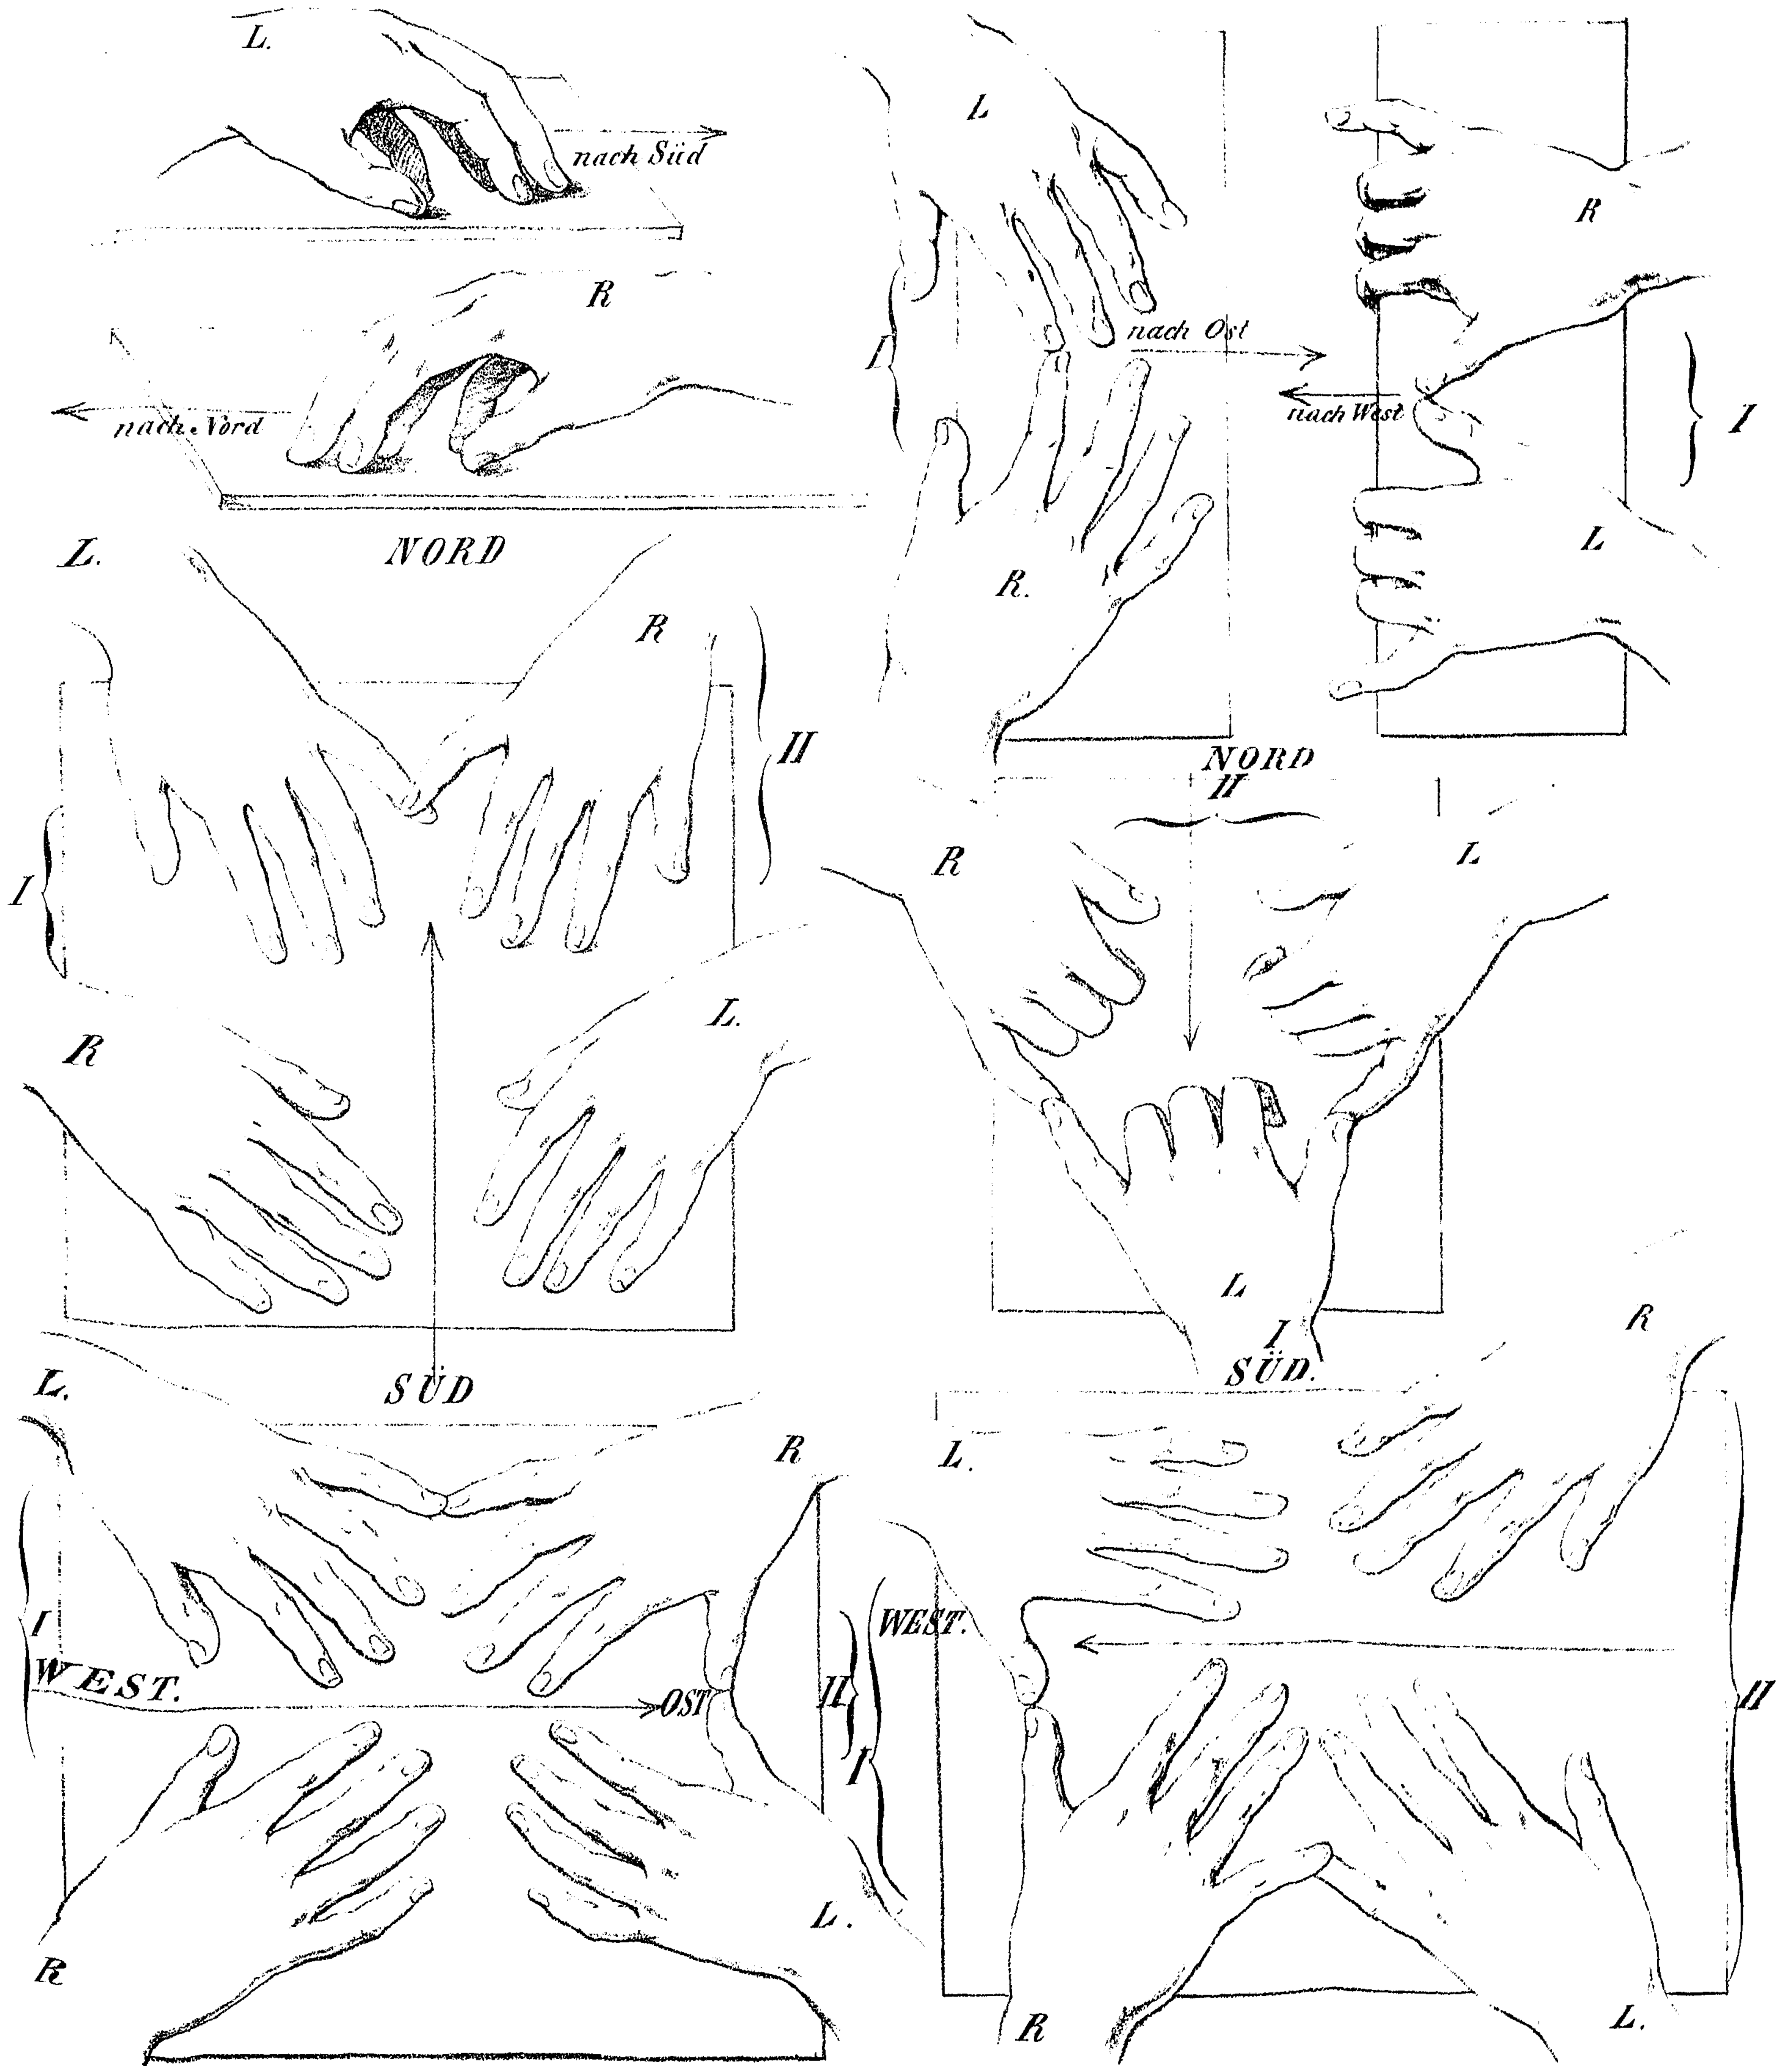 L.
nach Süd
R
nach Nord
L
I
nach Ost
R.
R
nach West
I
L
L.
NORD
R
II
I
R
L.
SÜD
NORD
II
R
L
L
I
SÜD.
L.
R
I
WEST.
OST
II
I
R
L.
R
L.
WEST.
II
R
L.